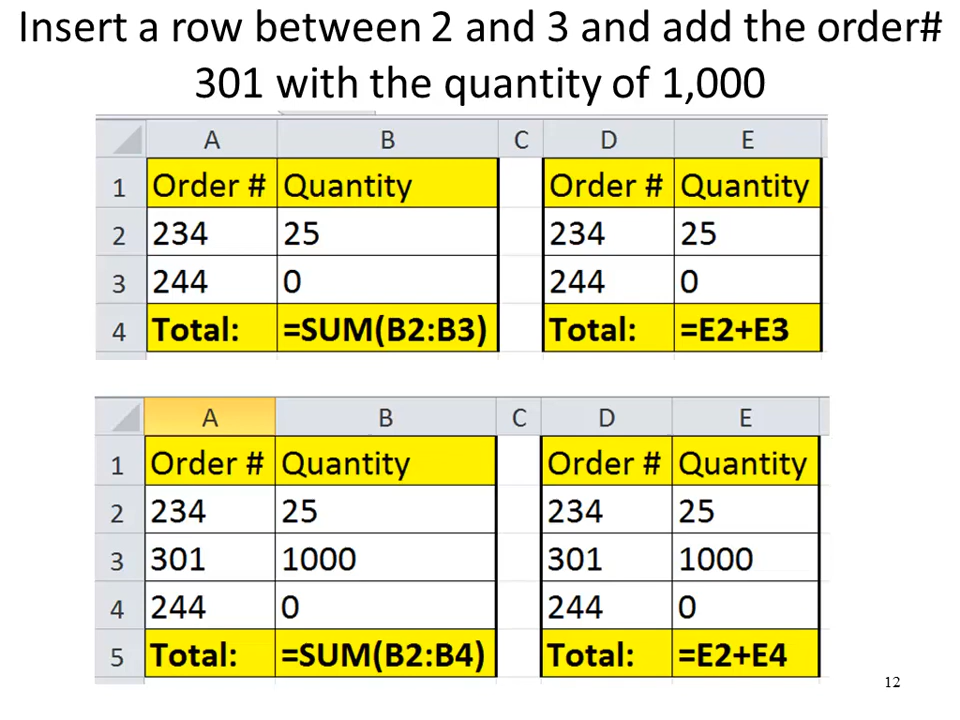 Insert a row between 2 and 3 and add the order#
301 with the quantity of 1,000
A B C D E
1 Order # Quantity Order # Quantity
2 234 25 234 25
3 244 0 244 0
4 Total: =SUM(B2:B3) Total: =E2+E3
A B C D E
1 Order # Quantity Order # Quantity
2 234 25 234 25
3 301 1000 301 1000
4 244 0 244 0
5 Total: =SUM(B2:B4) Total: =E2+E4
12